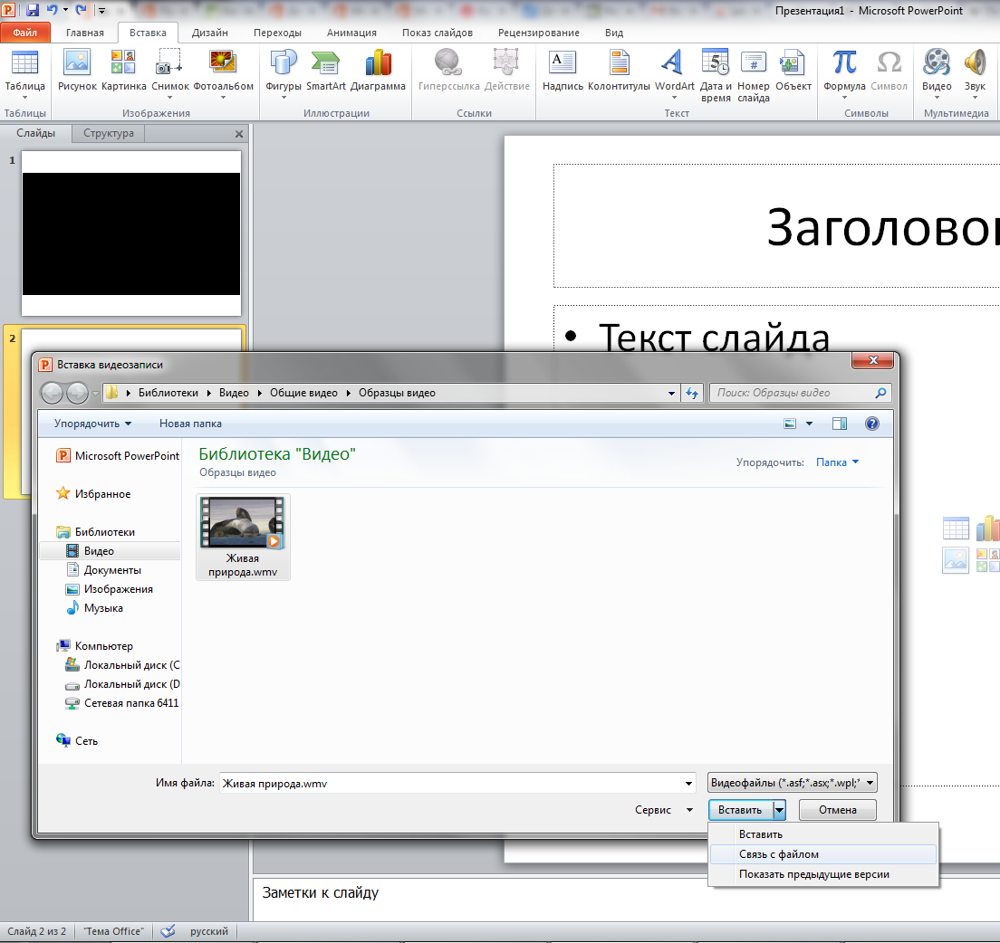 Презентация1 - Microsoft PowerPoint
Файл Главная Вставка Дизайн Переходы Анимация Показ слайдов Рецензирование Вид
Таблица Рисунок Картинка Снимок Фотоальбом Фигуры SmartArt Диаграмма Гиперссылка Действие Надпись Колонтитулы WordArt Дата и время Номер слайда Объект Формула Символ Видео Звук
Таблицы Изображения Иллюстрации Ссылки Текст Символы Мультимедиа
Слайды Структура
1
2
Заголово
• Текст слайда
Вставка видеозаписи
Библиотеки Видео Общие видео Образцы видео
Поиск: Образцы видео
Упорядочить Новая папка
Microsoft PowerPoint
Избранное
Библиотеки
Видео
Документы
Изображения
Музыка
Компьютер
Локальный диск (C
Локальный диск (D
Сетевая папка 6411
Сеть
Библиотека "Видео"
Образцы видео
Упорядочить: Папка
Живая
природа.wmv
Имя файла: Живая природа.wmv
Видеофайлы (*.asf;*.asx;*.wpl;*
Сервис Вставить Отмена
Вставить
Связь с файлом
Показать предыдущие версии
Заметки к слайду
Слайд 2 из 2 "Тема Office" русский